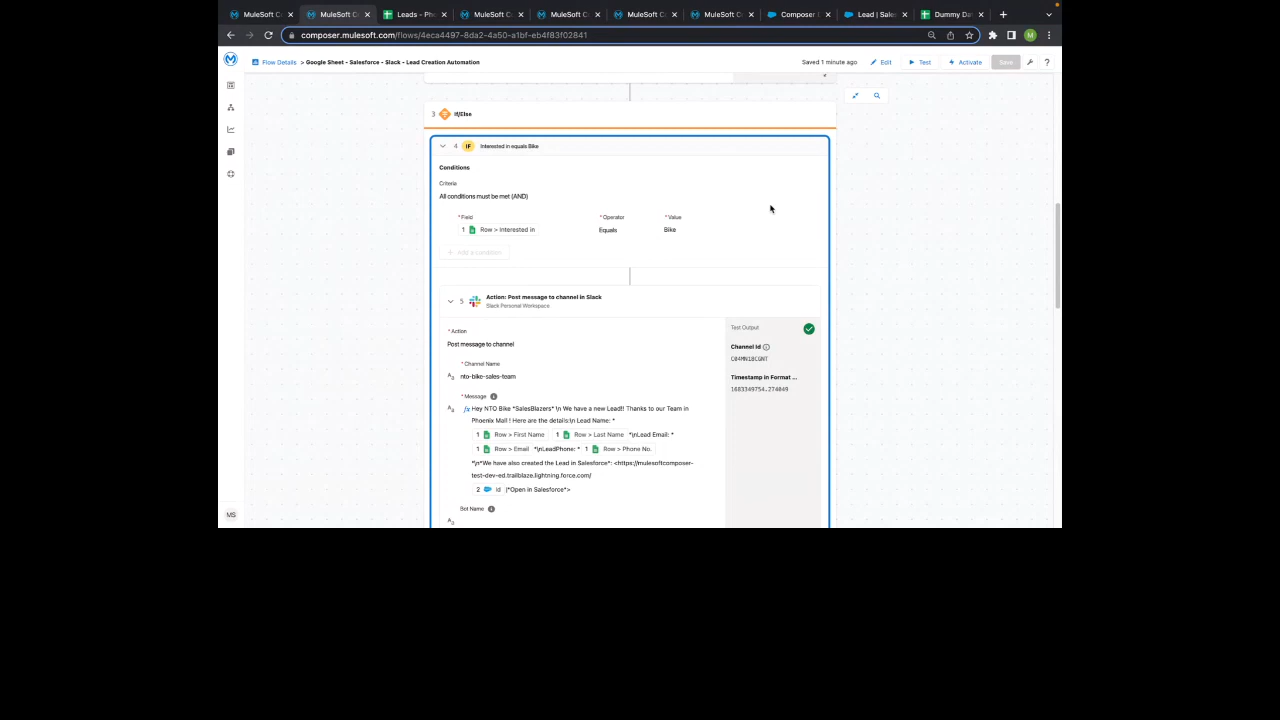 MuleSoft C
MuleSoft C
Leads - Pho
MuleSoft C
MuleSoft C
MuleSoft C
MuleSoft C
Composer
Lead | Sales
Dummy Da
composer.mulesoft.com/flows/4eca4497-8da2-4a50-a1bf-eb4f83f02841
M
Flow Details > Google Sheet - Salesforce - Slack - Lead Creation Automation
Saved 1 minute ago
Edit
Test
Activate
Save
?
3 If/Else
4 IF Interested in equals Bike
Conditions
Criteria
All conditions must be met (AND)
* Field * Operator * Value
1 Row > Interested in Equals Bike
+ Add a condition
5 Action: Post message to channel in Slack
Slack Personal Workspace
* Action
Post message to channel
* Channel Name
nto-bike-sales-team
* Message
fx Hey NTO Bike *SalesBlazers* \n We have a new Lead!! Thanks to our Team in
Phoenix Mall ! Here are the details:\n Lead Name: *
1 Row > First Name 1 Row > Last Name *\nLead Email: *
1 Row > Email *\nLeadPhone: * 1 Row > Phone No.
*\n*We have also created the Lead in Salesforce*: <https://mulesoftcomposer-
test-dev-ed.trailblaze.lightning.force.com/
2 Id |*Open in Salesforce*>
Bot Name
Test Output
Channel Id
C04MN18CGNT
Timestamp in Format ...
1683349754.274049
MS